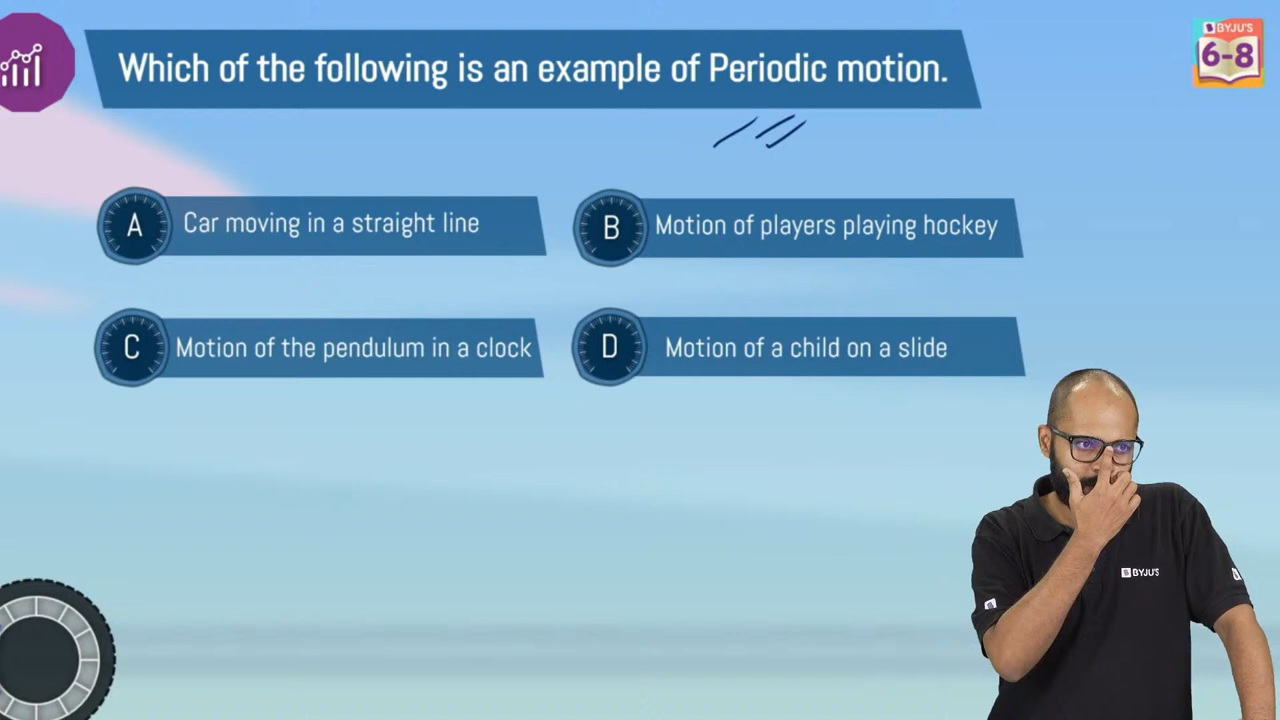 Which of the following is an example of Periodic motion.
BYJU'S
6-8
A Car moving in a straight line
B Motion of players playing hockey
C Motion of the pendulum in a clock
D Motion of a child on a slide
BYJU'S